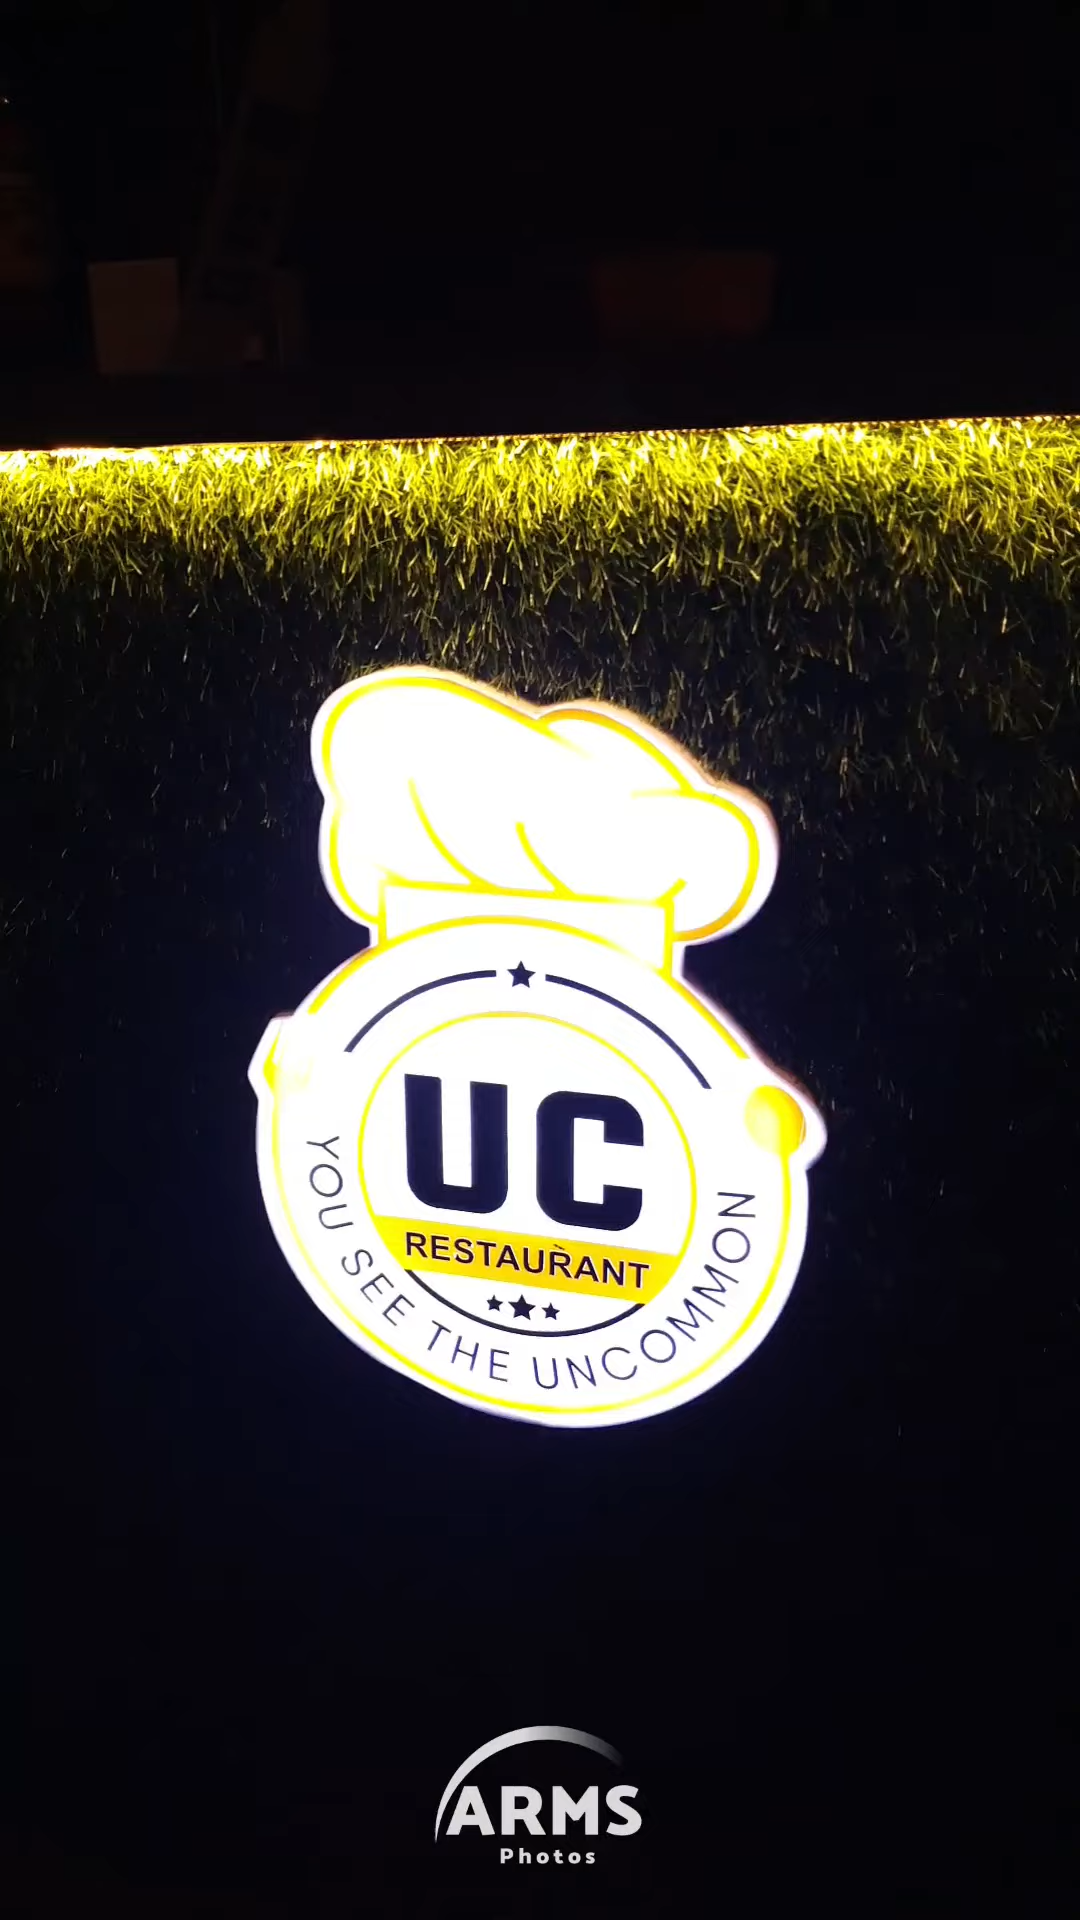 UC
RESTAURANT
YOU SEE THE UNCOMMON
ARMS
Photos